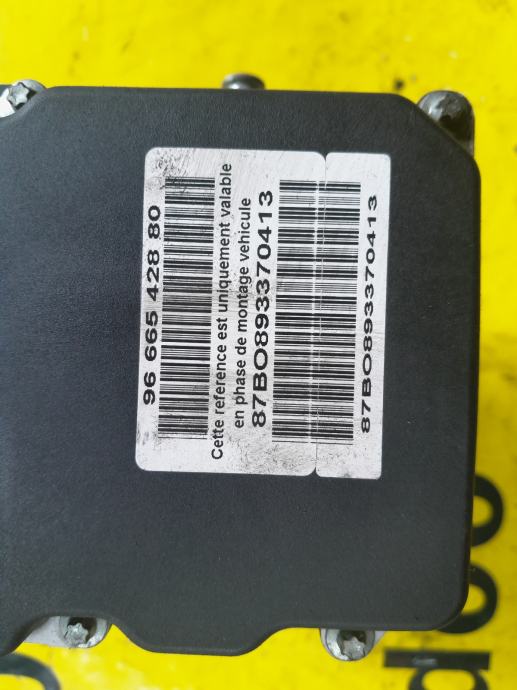 96 665 428 80
Cette reference est uniquement valable
en phase de montage vehicule
87BO893370413
87BO893370413